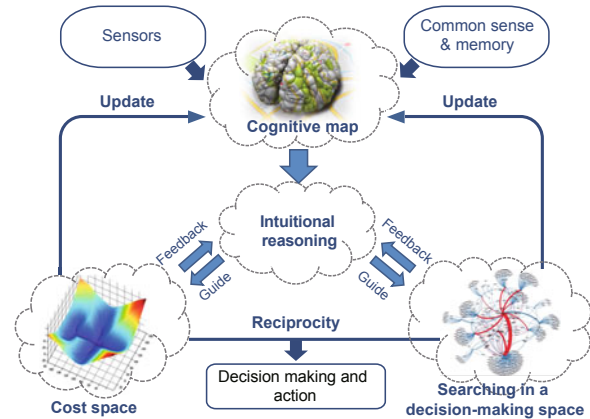 Sensors
Common sense
& memory
Update
Update
Cognitive map
Intuitional
reasoning
Feedback
Guide
Feedback
Guide
Reciprocity
Decision making and
action
Cost space
Searching in a
decision-making space